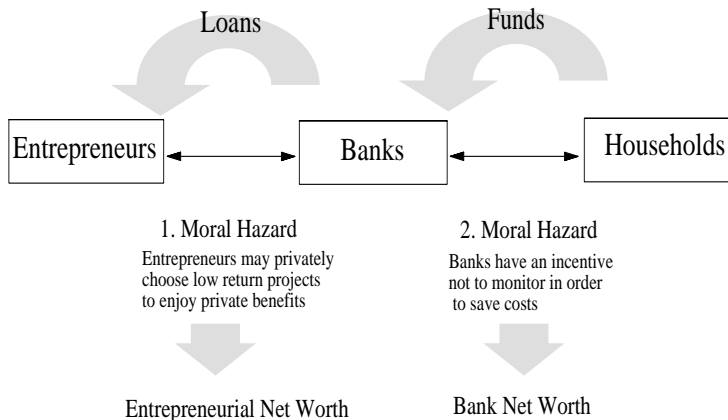 Loans
Funds
Entrepreneurs
Banks
Households
1. Moral Hazard
Entrepreneurs may privately
choose low return projects
to enjoy private benefits
2. Moral Hazard
Banks have an incentive
not to monitor in order
to save costs
Entrepreneurial Net Worth
Bank Net Worth